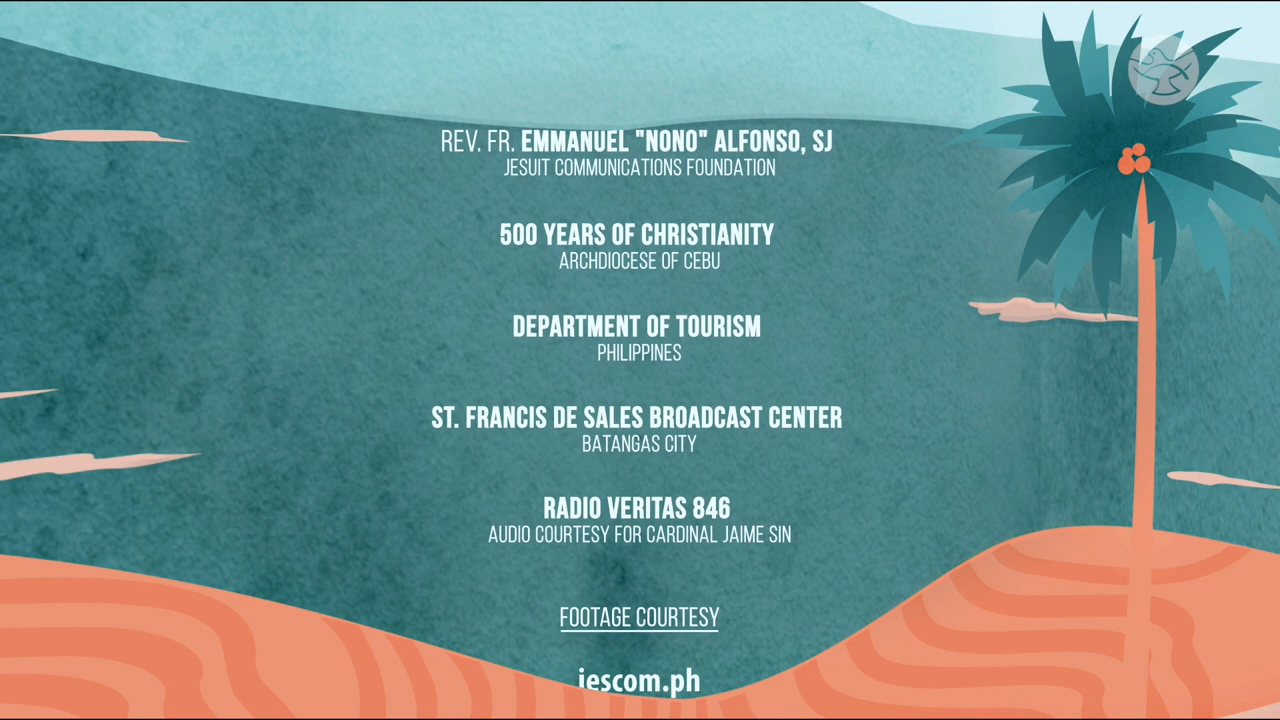 REV. FR. EMMANUEL "NONO" ALFONSO, SJ
JESUIT COMMUNICATIONS FOUNDATION
500 YEARS OF CHRISTIANITY
ARCHDIOCESE OF CEBU
DEPARTMENT OF TOURISM
PHILIPPINES
ST. FRANCIS DE SALES BROADCAST CENTER
BATANGAS CITY
RADIO VERITAS 846
AUDIO COURTESY FOR CARDINAL JAIME SIN
FOOTAGE COURTESY
jescom.ph